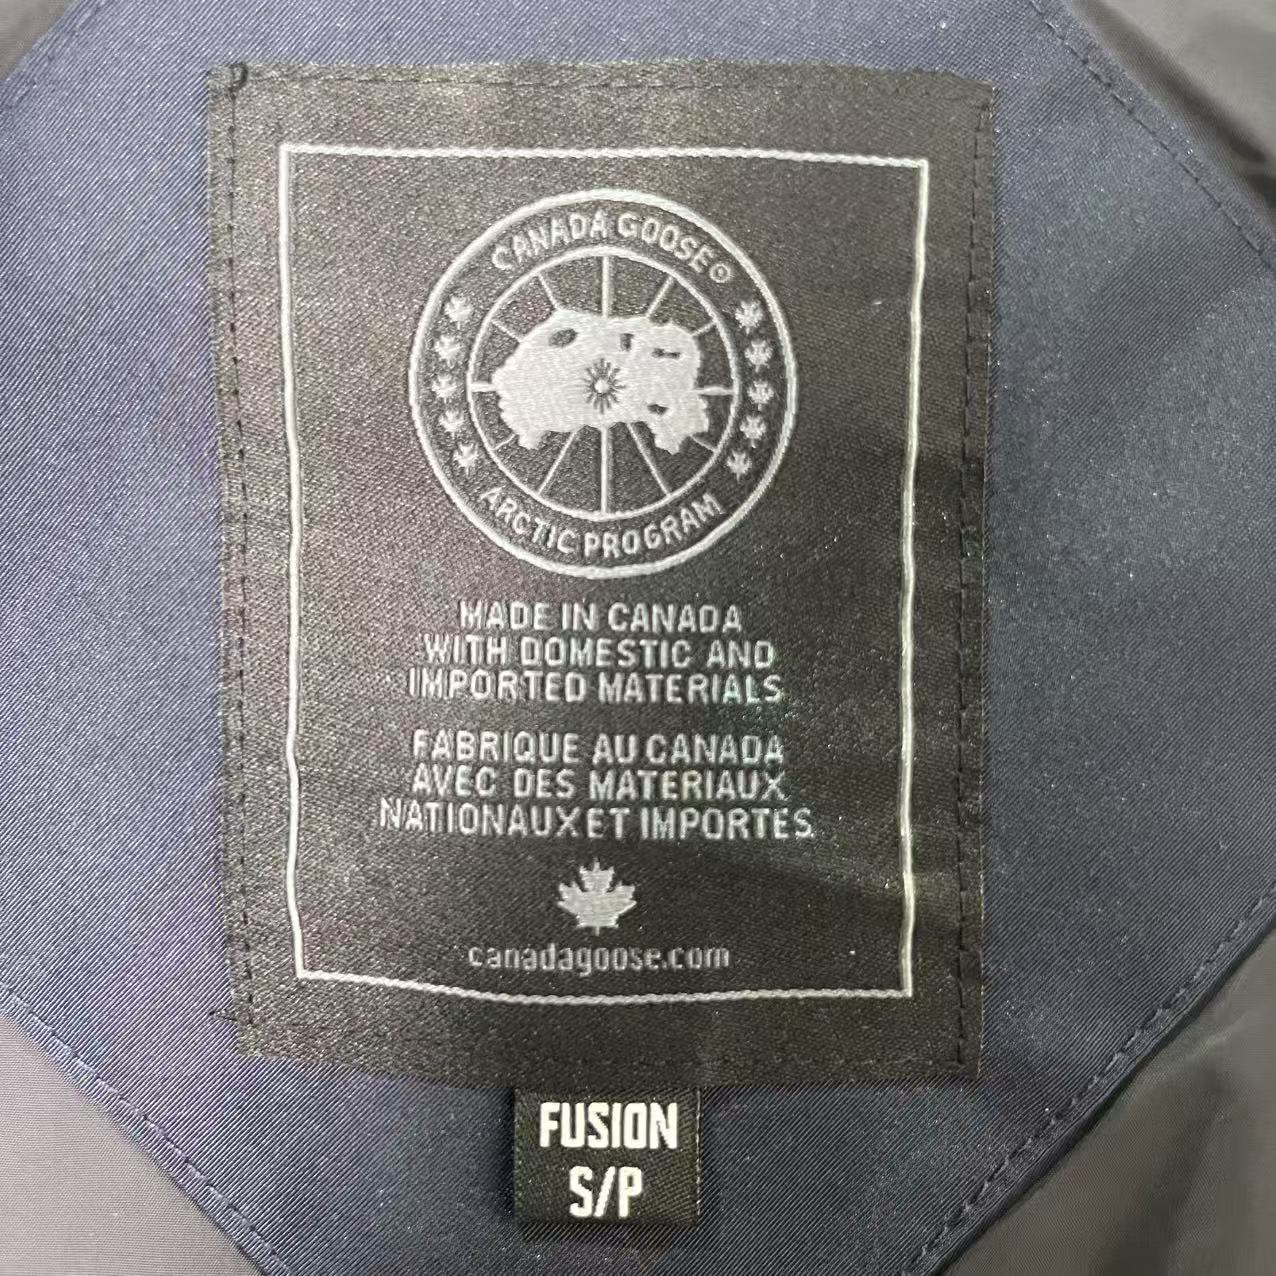 CANADA GOOSE®
ARCTIC PROGRAM
MADE IN CANADA
WITH DOMESTIC AND
IMPORTED MATERIALS
FABRIQUE AU CANADA
AVEC DES MATERIAUX
NATIONAUX ET IMPORTES
canadagoose.com
FUSION
S/P